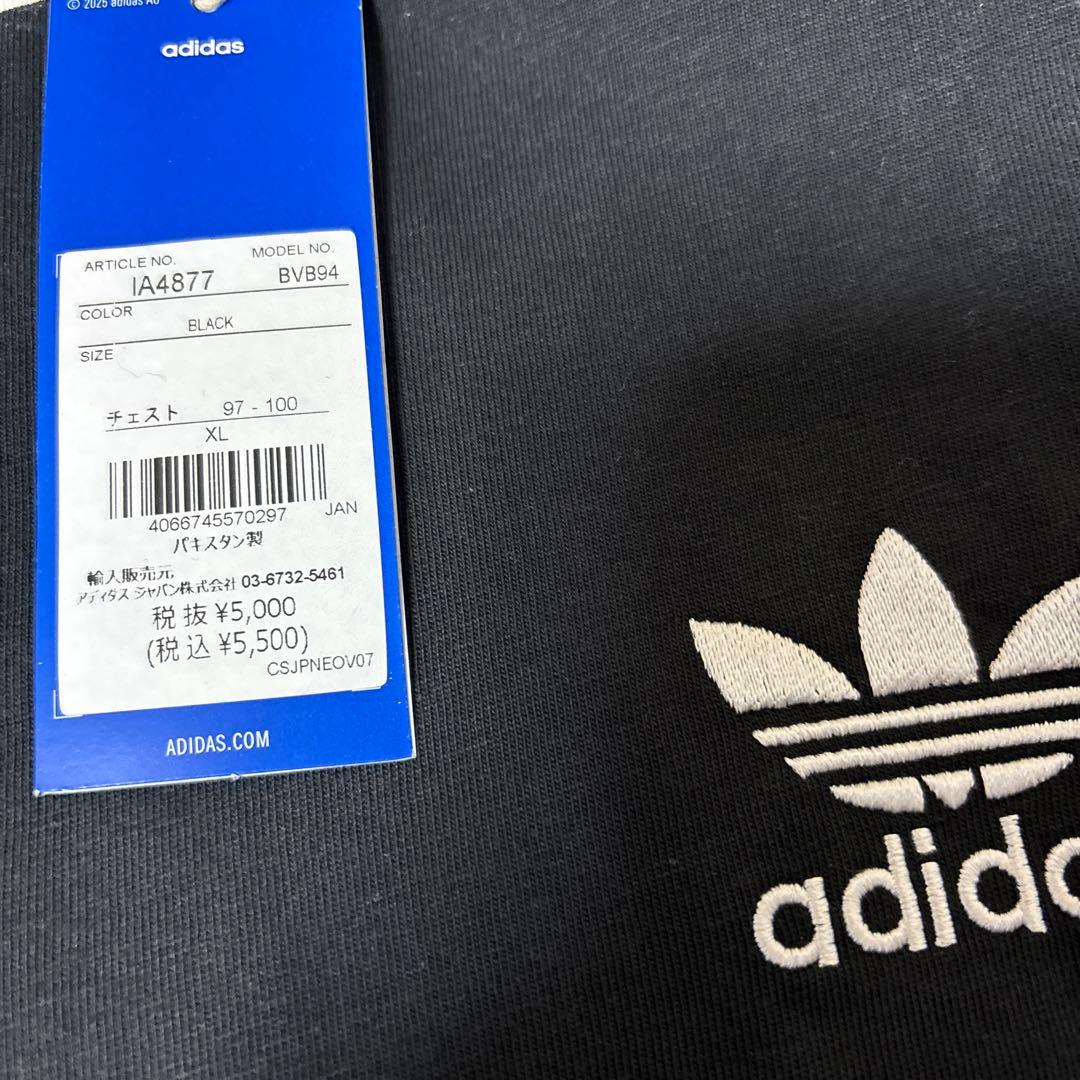 © 2025 adidas AG
adidas
ARTICLE NO. MODEL NO.
IA4877 BVB94
COLOR
BLACK
SIZE
チェスト 97 - 100
XL
4066745570297 JAN
パキスタン製
輸入販売元
アディダス ジャパン株式会社 03-6732-5461
税抜 ¥5,000
(税込 ¥5,500)
CSJPNEOV07
ADIDAS.COM
adida